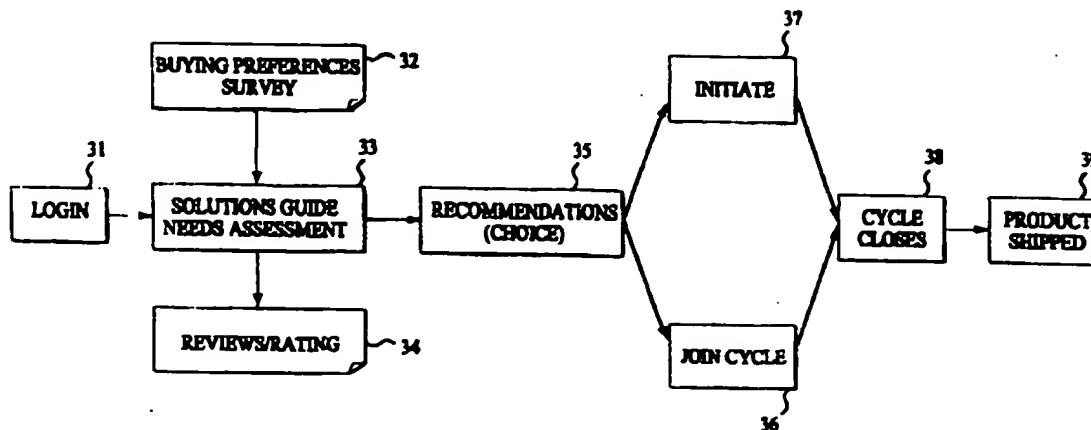 37
32
BUYING PREFERENCES
SURVEY
INITIATE
31
33
35
38
LOGIN
SOLUTIONS GUIDE
NEEDS ASSESSMENT
RECOMMENDATIONS
(CHOICE)
CYCLE
CLOSES
PRODUCT
SHIPPED
REVIEWS/RATING
34
JOIN CYCLE
36